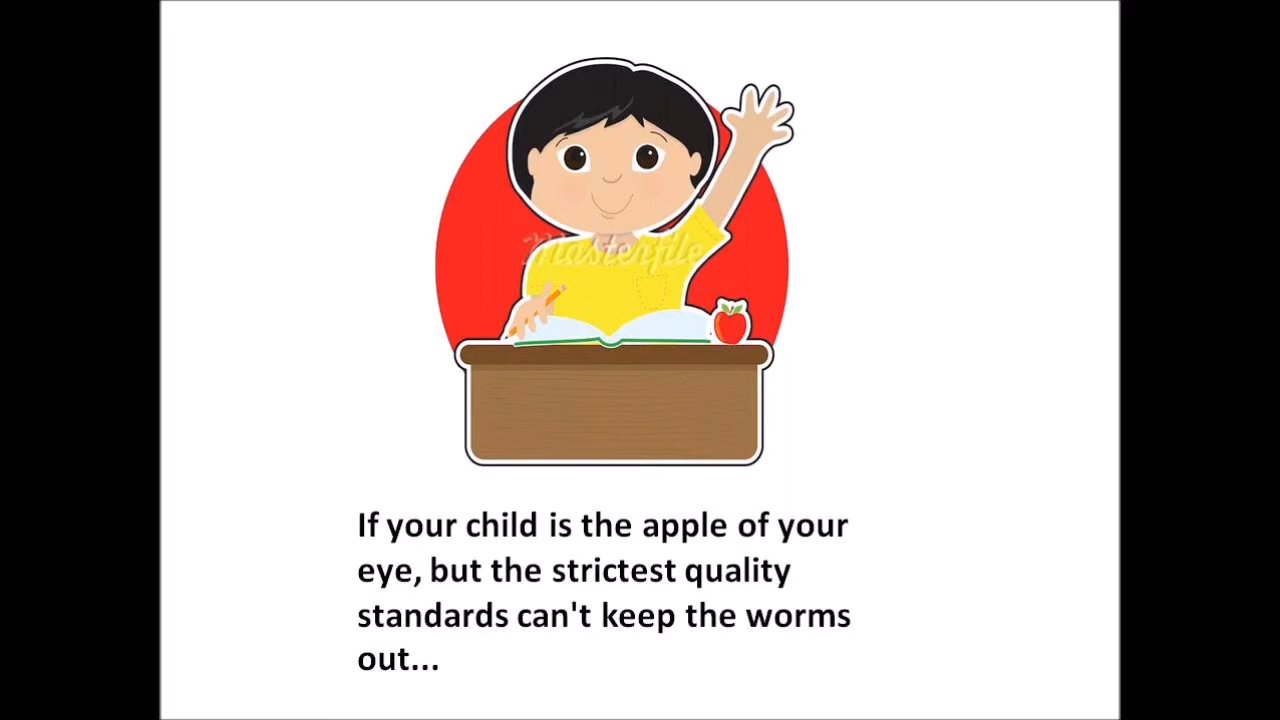 Masterfile
If your child is the apple of your
eye, but the strictest quality
standards can't keep the worms
out...